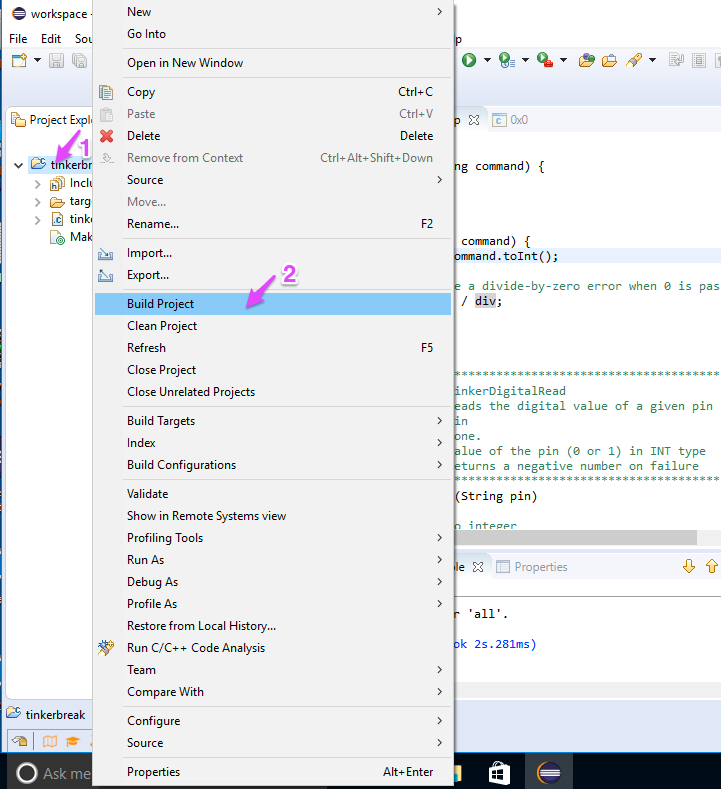 workspace -
File Edit Sou
New
Go Into
Open in New Window
Copy Ctrl+C
Paste Ctrl+V
Delete Delete
Remove from Context Ctrl+Alt+Shift+Down
Source
Move...
Rename... F2
Import...
Export...
Build Project
Clean Project
Refresh F5
Close Project
Close Unrelated Projects
Build Targets
Index
Build Configurations
Validate
Show in Remote Systems view
Profiling Tools
Run As
Debug As
Profile As
Restore from Local History...
Run C/C++ Code Analysis
Team
Compare With
Configure
Source
Properties Alt+Enter
Project Explo
1
tinkerbr
Inclu
targe
tinke
Mak
2
p
p 0x0
ng command) {
command) {
ommand.toInt();
e a divide-by-zero error when 0 is pas
/ div;
****************************************
inkerDigitalRead
eads the digital value of a given pin
in
one.
alue of the pin (0 or 1) in INT type
eturns a negative number on failure
****************************************
(String pin)
o integer
ole Properties
r 'all'.
ok 2s.281ms)
tinkerbreak
Ask me